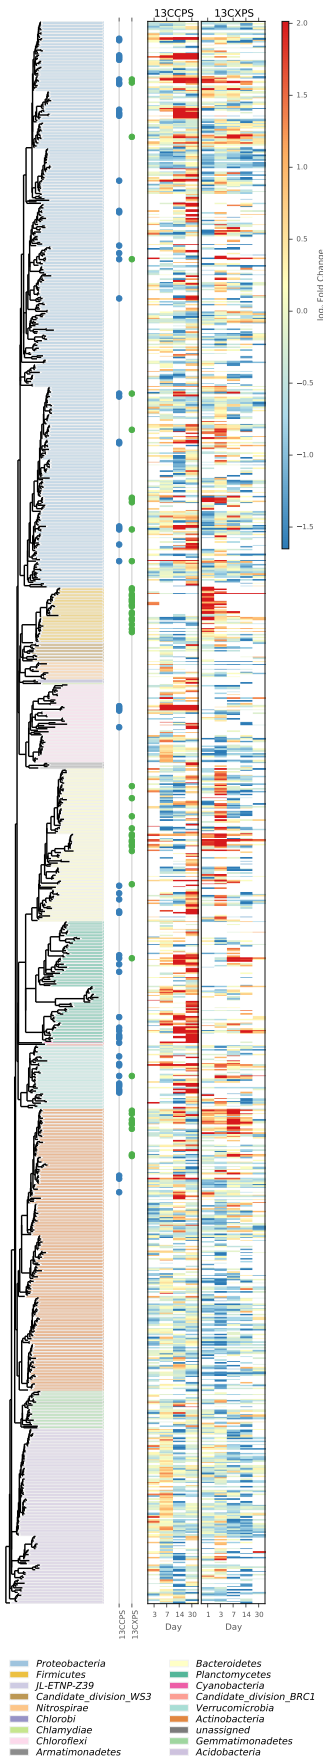 13CCPS 13CXPS
2.0
1.5
1.0
0.5
0.0
−0.5
−1.0
−1.5
log₂ Fold Change
13CCPS
13CXPS
3 7 14 30 1 3 7 14 30
Day Day
Proteobacteria Bacteroidetes
Firmicutes Planctomycetes
JL-ETNP-Z39 Cyanobacteria
Candidate_division_WS3 Candidate_division_BRC1
Nitrospirae Verrucomicrobia
Chlorobi Actinobacteria
Chlamydiae unassigned
Chloroflexi Gemmatimonadetes
Armatimonadetes Acidobacteria